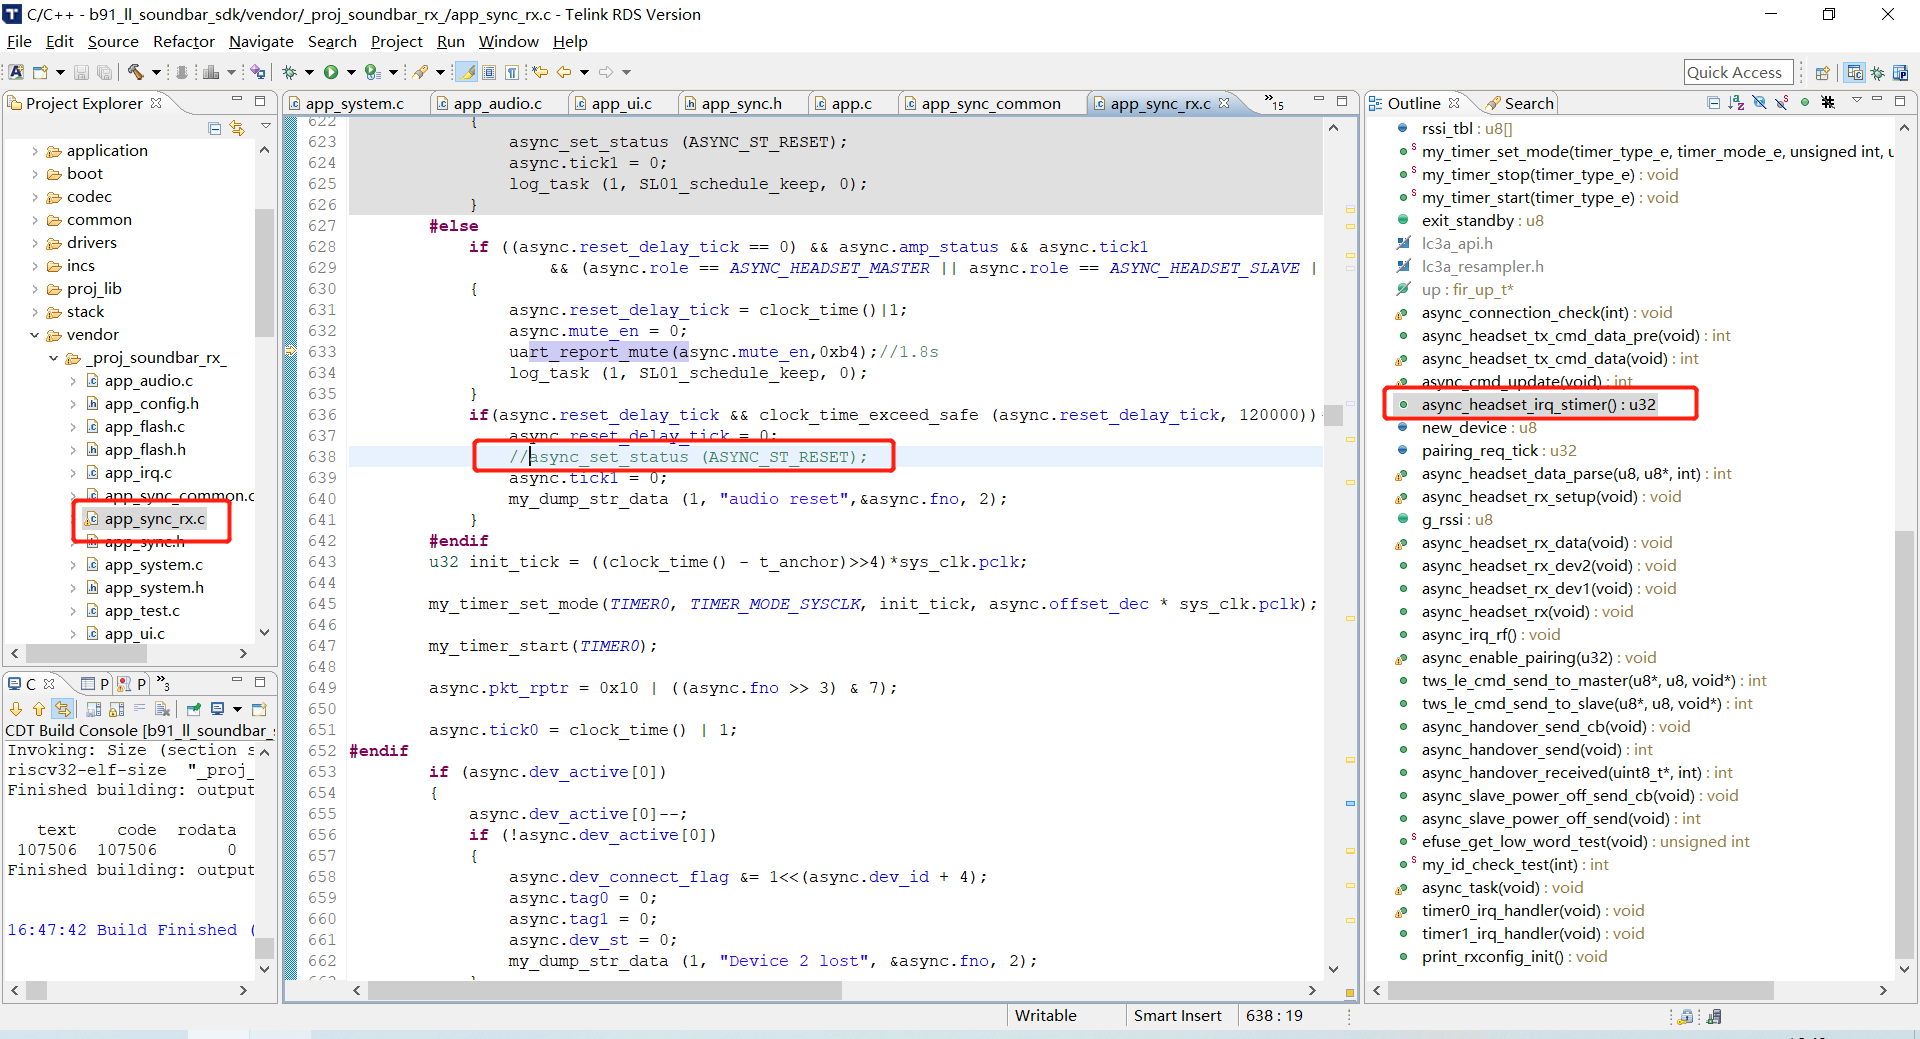 C/C++ - b91_ll_soundbar_sdk/vendor/_proj_soundbar_rx_/app_sync_rx.c - Telink RDS Version
File Edit Source Refactor Navigate Search Project Run Window Help
Quick Access
Project Explorer
application
boot
codec
common
drivers
incs
proj_lib
stack
vendor
_proj_soundbar_rx_
app_audio.c
app_config.h
app_flash.c
app_flash.h
app_irq.c
app_sync_common.c
app_sync_rx.c
app_sync.h
app_system.c
app_system.h
app_test.c
app_ui.c
C P P 3
CDT Build Console [b91_ll_soundbar_s
Invoking: Size (section s
riscv32-elf-size "_proj_
Finished building: output
text code rodata
107506 107506 0
Finished building: output
16:47:42 Build Finished (
app_system.c app_audio.c app_ui.c app_sync.h app.c app_sync_common app_sync_rx.c 15
622 {
623 async_set_status (ASYNC_ST_RESET);
624 async.tick1 = 0;
625 log_task (1, SL01_schedule_keep, 0);
626 }
627 #else
628 if ((async.reset_delay_tick == 0) && async.amp_status && async.tick1
629 && (async.role == ASYNC_HEADSET_MASTER || async.role == ASYNC_HEADSET_SLAVE |
630 {
631 async.reset_delay_tick = clock_time()|1;
632 async.mute_en = 0;
633 uart_report_mute(async.mute_en,0xb4);//1.8s
634 log_task (1, SL01_schedule_keep, 0);
635 }
636 if(async.reset_delay_tick && clock_time_exceed_safe (async.reset_delay_tick, 120000))
637 async.reset_delay_tick = 0;
638 //async_set_status (ASYNC_ST_RESET);
639 async.tick1 = 0;
640 my_dump_str_data (1, "audio reset",&async.fno, 2);
641 }
642 #endif
643 u32 init_tick = ((clock_time() - t_anchor)>>4)*sys_clk.pclk;
644
645 my_timer_set_mode(TIMER0, TIMER_MODE_SYSCLK, init_tick, async.offset_dec * sys_clk.pclk);
646
647 my_timer_start(TIMER0);
648
649 async.pkt_rptr = 0x10 | ((async.fno >> 3) & 7);
650
651 async.tick0 = clock_time() | 1;
652 #endif
653 if (async.dev_active[0])
654 {
655 async.dev_active[0]--;
656 if (!async.dev_active[0])
657 {
658 async.dev_connect_flag &= 1<<(async.dev_id + 4);
659 async.tag0 = 0;
660 async.tag1 = 0;
661 async.dev_st = 0;
662 my_dump_str_data (1, "Device 2 lost", &async.fno, 2);
Outline Search
rssi_tbl : u8[]
my_timer_set_mode(timer_type_e, timer_mode_e, unsigned int, u
my_timer_stop(timer_type_e) : void
my_timer_start(timer_type_e) : void
exit_standby : u8
lc3a_api.h
lc3a_resampler.h
up : fir_up_t*
async_connection_check(int) : void
async_headset_tx_cmd_data_pre(void) : int
async_headset_tx_cmd_data(void) : int
async_cmd_update(void) : int
async_headset_irq_stimer() : u32
new_device : u8
pairing_req_tick : u32
async_headset_data_parse(u8, u8*, int) : int
async_headset_rx_setup(void) : void
g_rssi : u8
async_headset_rx_data(void) : void
async_headset_rx_dev2(void) : void
async_headset_rx_dev1(void) : void
async_headset_rx(void) : void
async_irq_rf() : void
async_enable_pairing(u32) : void
tws_le_cmd_send_to_master(u8*, u8, void*) : int
tws_le_cmd_send_to_slave(u8*, u8, void*) : int
async_handover_send_cb(void) : void
async_handover_send(void) : int
async_handover_received(uint8_t*, int) : int
async_slave_power_off_send_cb(void) : void
async_slave_power_off_send(void) : int
efuse_get_low_word_test(void) : unsigned int
my_id_check_test(int) : int
async_task(void) : void
timer0_irq_handler(void) : void
timer1_irq_handler(void) : void
print_rxconfig_init() : void
Writable Smart Insert 638 : 19